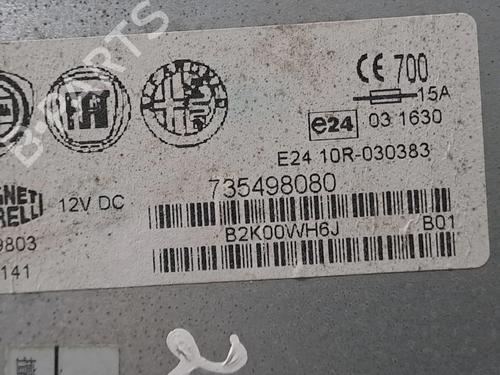 B-PARTS
FIAT
CE 700
15A
e24 03 1630
E24 10R-030383
735498080
GNETI
RELLI
12V DC
B2K00WH6J B01
9803
141